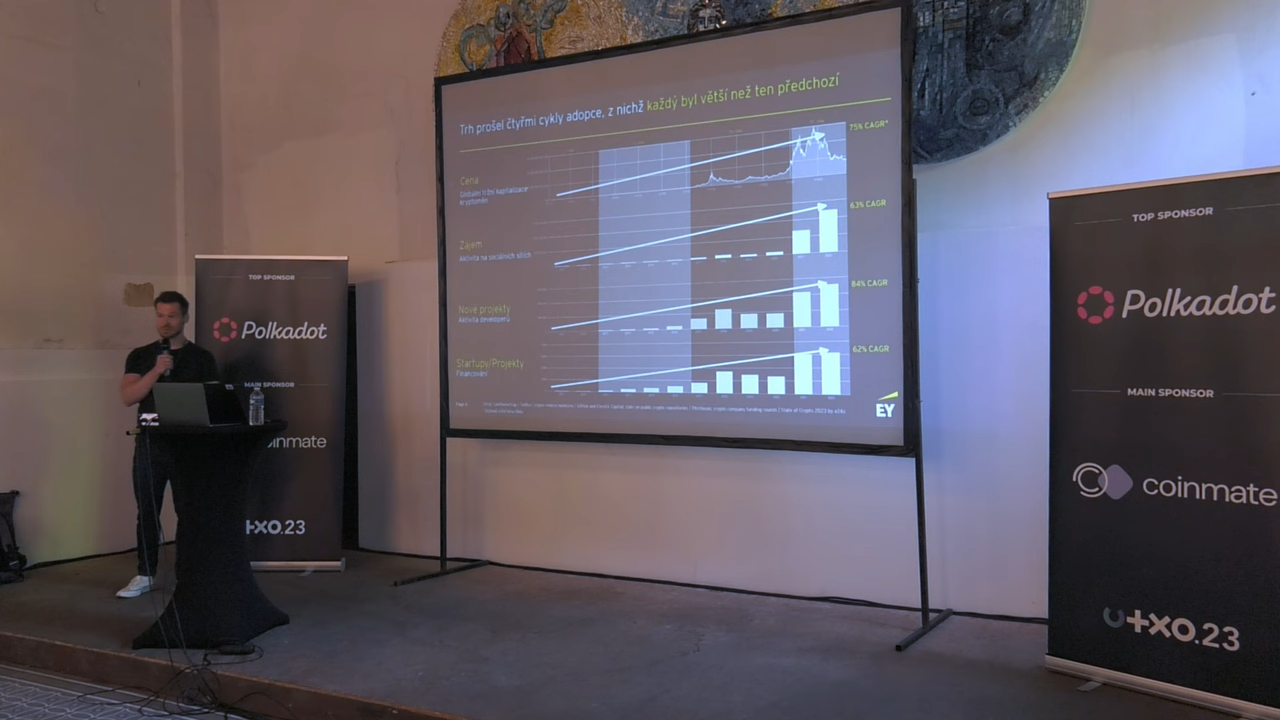 Trh prošel čtyřmi cykly adopce, z nichž každý byl větší než ten předchozí
75% CAGR*
Cena
Globální tržní kapitalizace
kryptoměn
63% CAGR
Zájem
Aktivita na sociálních sítích
84% CAGR
Nové projekty
Aktivita developerů
62% CAGR
Startupy/Projekty
Financování
EY
TOP SPONSOR
Polkadot
MAIN SPONSOR
inmate
XO.23
TOP SPONSOR
Polkadot
MAIN SPONSOR
coinmate
utxo.23